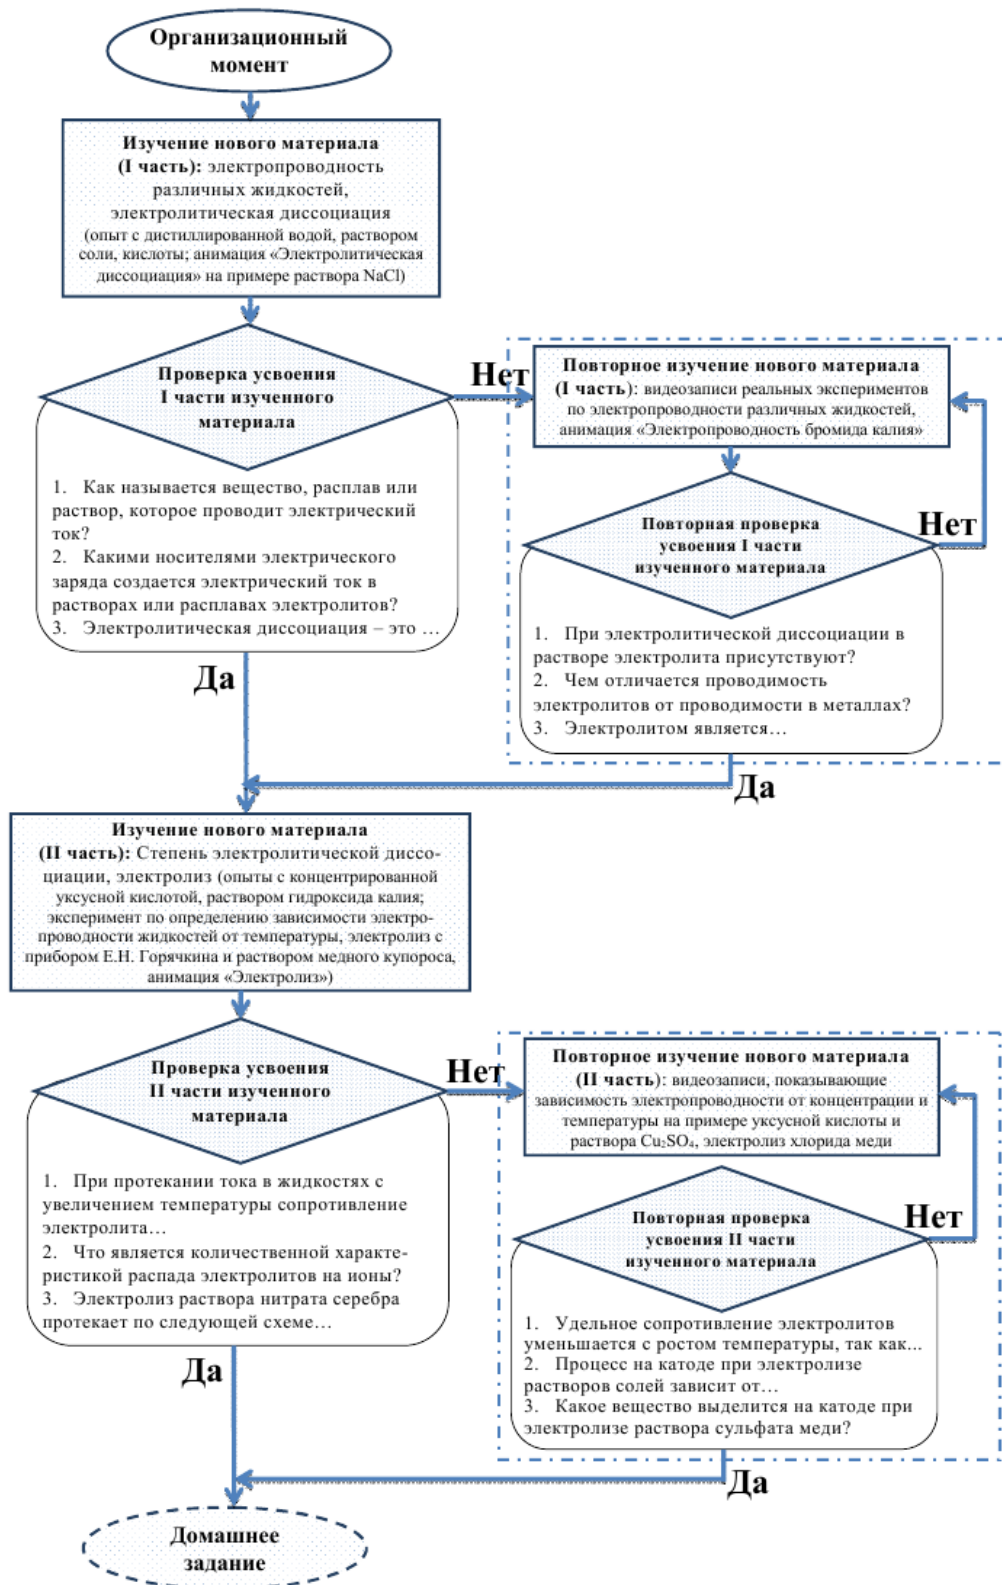 Организационный
момент
Изучение нового материала
(I часть): электропроводность
различных жидкостей,
электролитическая диссоциация
(опыт с дистиллированной водой, раствором
соли, кислоты; анимация «Электролитическая
диссоциация» на примере раствора NaCl)
Проверка усвоения
I части изученного
материала
Нет
1. Как называется вещество, расплав или
раствор, которое проводит электрический
ток?
2. Какими носителями электрического
заряда создается электрический ток в
растворах или расплавах электролитов?
3. Электролитическая диссоциация – это …
Да
Повторное изучение нового материала
(I часть): видеозаписи реальных экспериментов
по электропроводности различных жидкостей,
анимация «Электропроводность бромида калия»
Повторная проверка
усвоения I части
изученного материала
Нет
1. При электролитической диссоциации в
растворе электролита присутствуют?
2. Чем отличается проводимость
электролитов от проводимости в металлах?
3. Электролитом является…
Да
Изучение нового материала
(II часть): Степень электролитической диссо-
циации, электролиз (опыты с концентрированной
уксусной кислотой, раствором гидроксида калия;
эксперимент по определению зависимости электро-
проводности жидкостей от температуры, электролиз с
прибором Е.Н. Горячкина и раствором медного купороса,
анимация «Электролиз»)
Проверка усвоения
II части изученного
материала
Нет
1. При протекании тока в жидкостях с
увеличением температуры сопротивление
электролита…
2. Что является количественной характе-
ристикой распада электролитов на ионы?
3. Электролиз раствора нитрата серебра
протекает по следующей схеме…
Да
Повторное изучение нового материала
(II часть): видеозаписи, показывающие
зависимость электропроводности от концентрации и
температуры на примере уксусной кислоты и
раствора Cu₂SO₄, электролиз хлорида меди
Повторная проверка
усвоения II части
изученного материала
Нет
1. Удельное сопротивление электролитов
уменьшается с ростом температуры, так как...
2. Процесс на катоде при электролизе
растворов солей зависит от…
3. Какое вещество выделится на катоде при
электролизе раствора сульфата меди?
Да
Домашнее
задание